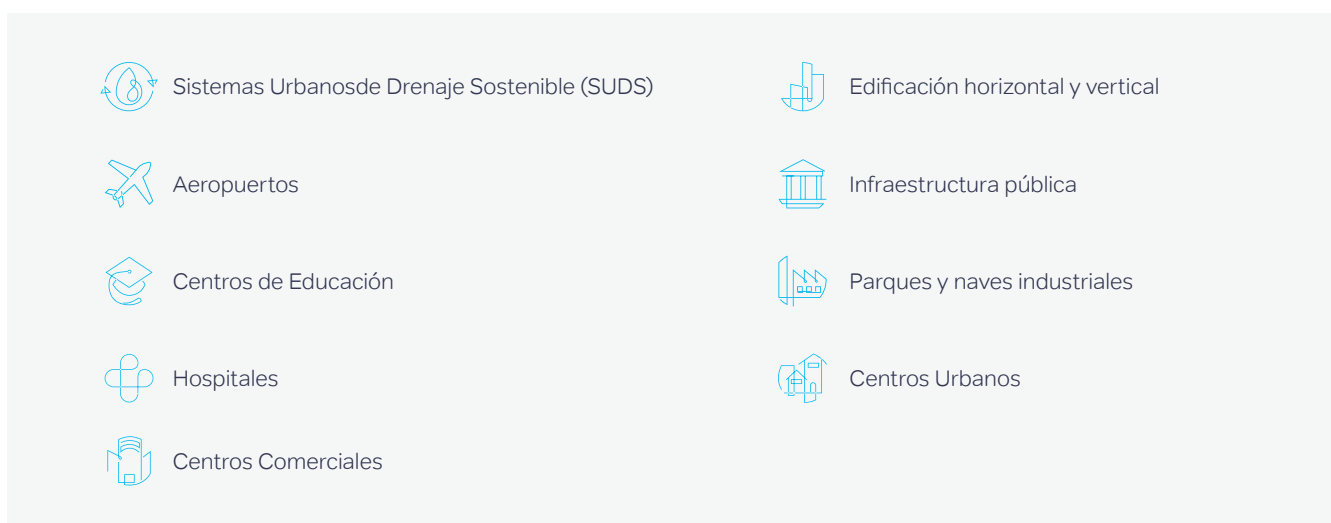 Sistemas Urbanosde Drenaje Sostenible (SUDS)
Aeropuertos
Centros de Educación
Hospitales
Centros Comerciales
Edificación horizontal y vertical
Infraestructura pública
Parques y naves industriales
Centros Urbanos